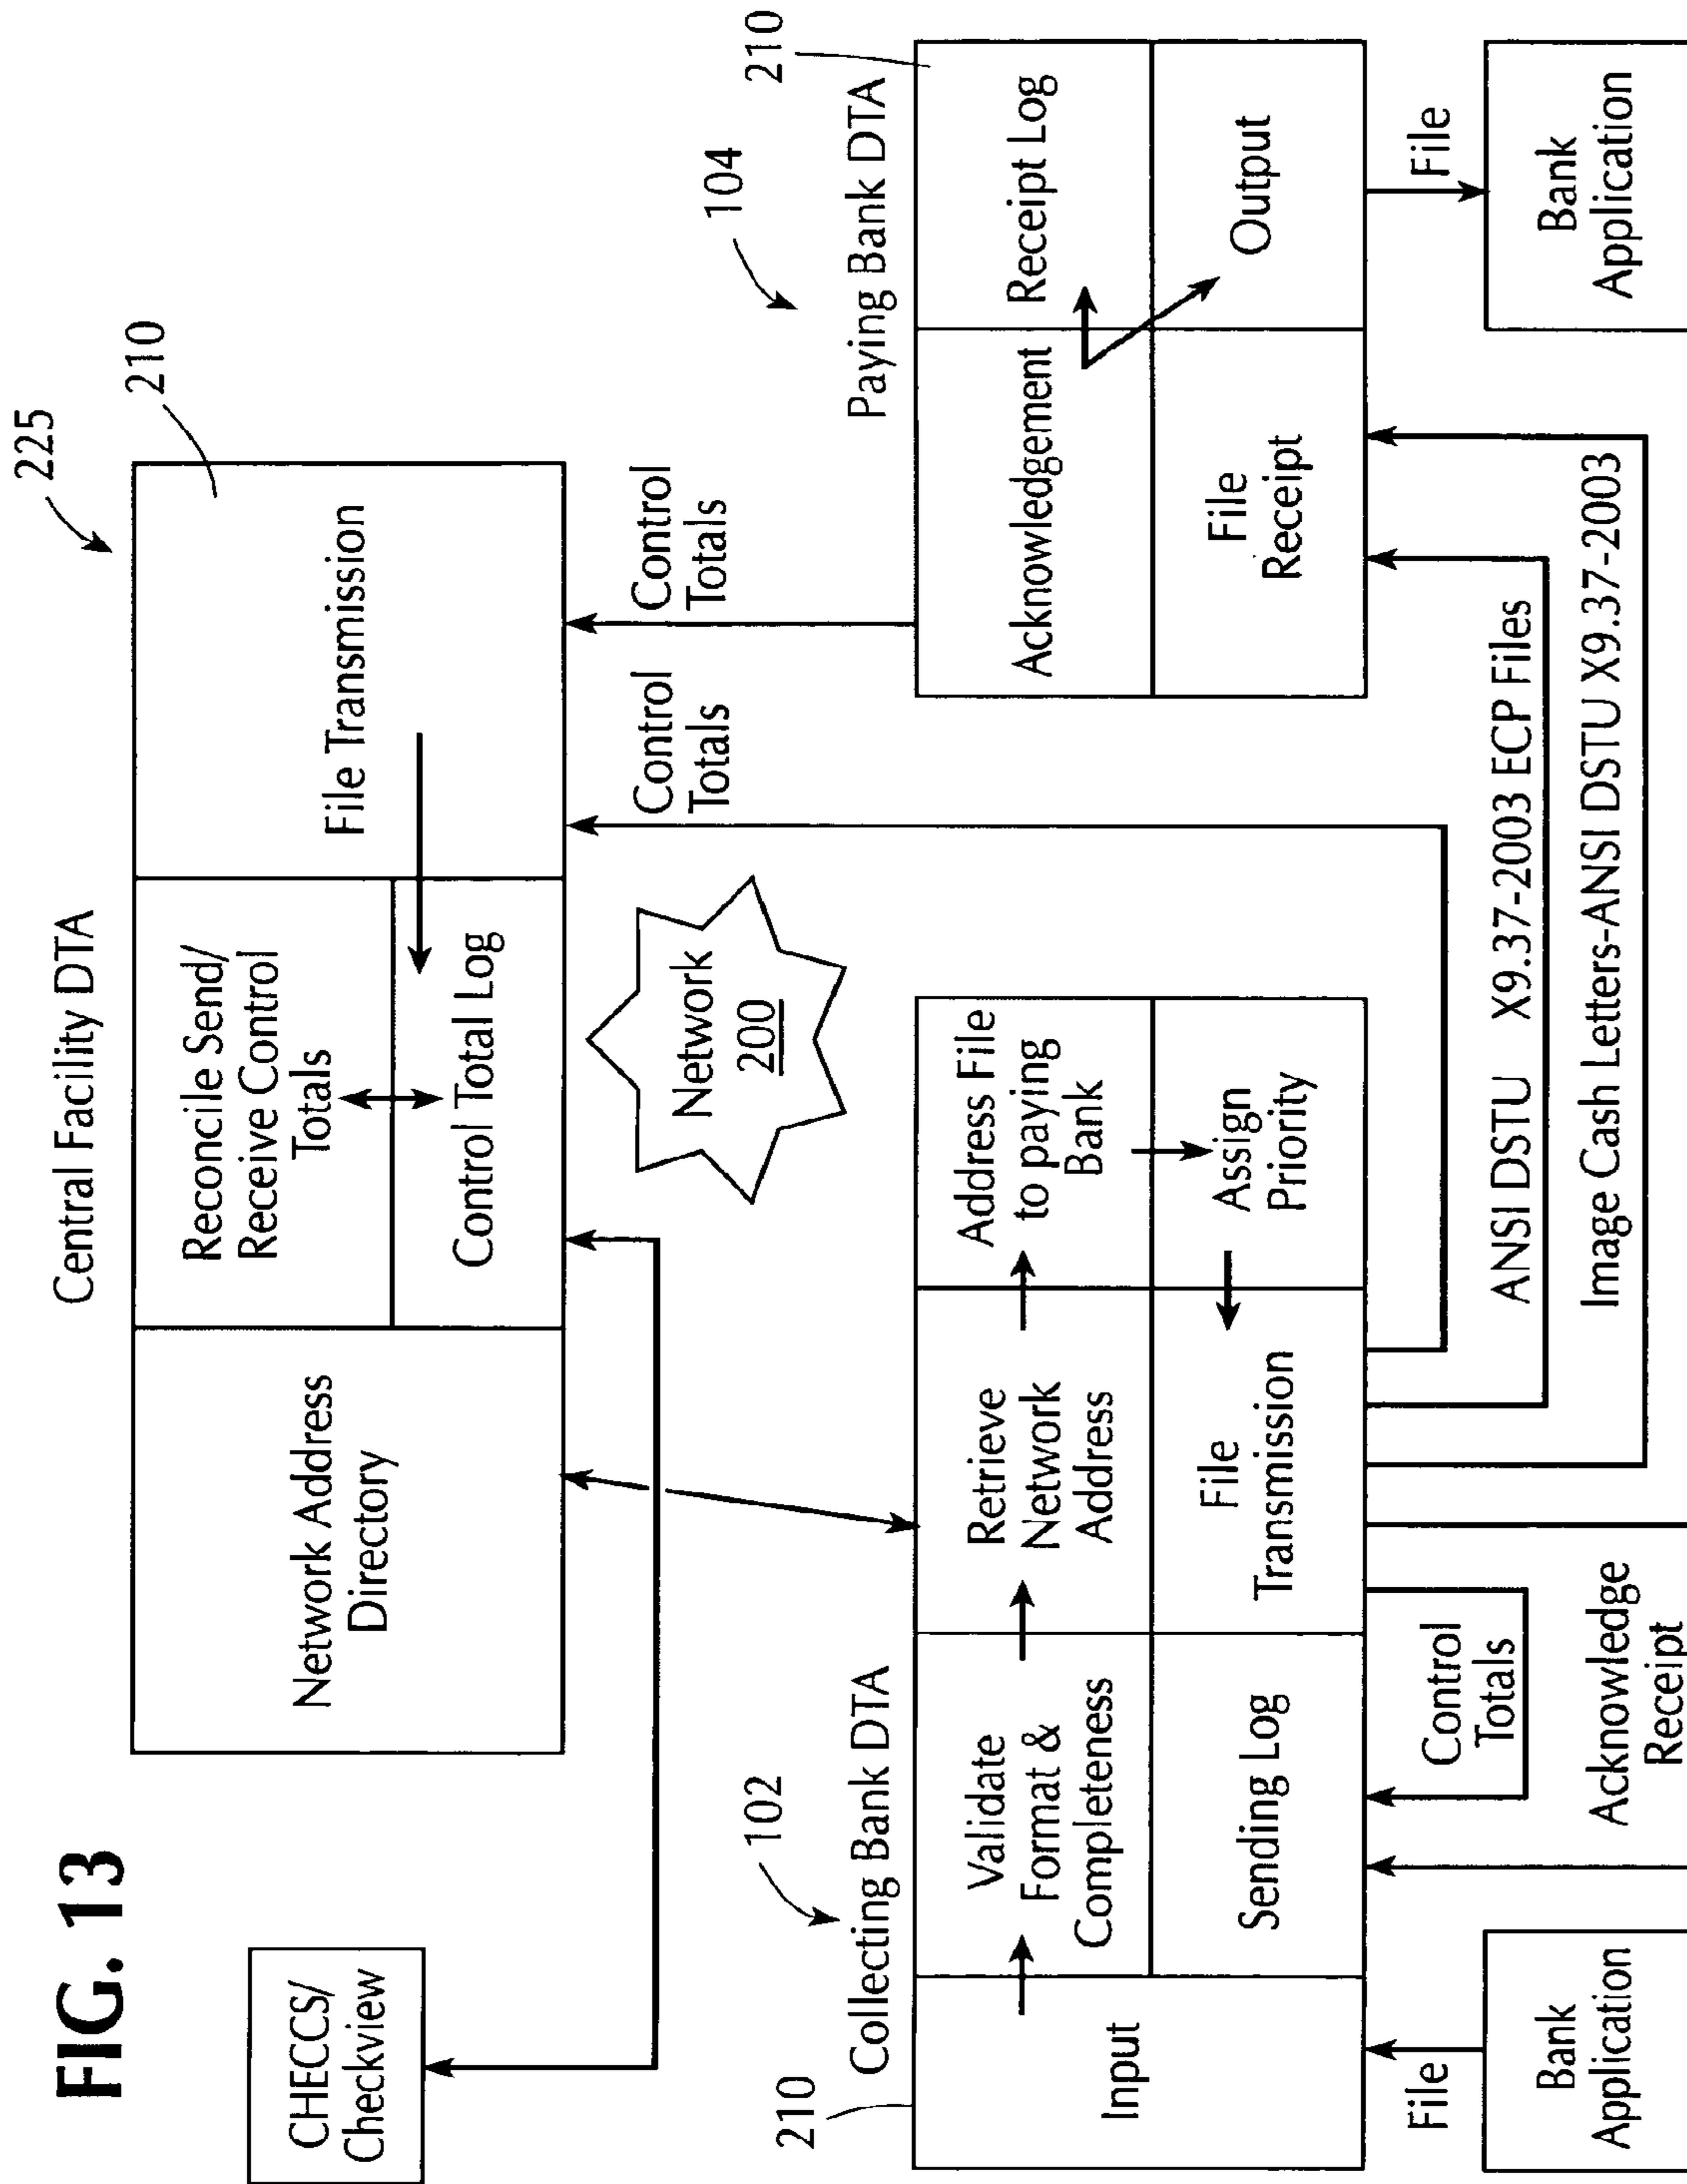 FIG. 13
CHECCS/
Checkview
Central Facility DTA
225
210
Network Address
Directory
Reconcile Send/
Receive Control
Totals
Control Total Log
File Transmission
Network
200
Control
Totals
Control
Totals
102
Collecting Bank DTA
210
Input
Validate
Format &
Completeness
Retrieve
Network
Address
Address File
to paying
Bank
Sending Log
File
Transmission
Assign
Priority
104
Paying Bank DTA
210
Acknowledgement
Receipt Log
File
Receipt
Output
File
Bank
Application
Control
Totals
Acknowledge
Receipt
ANSI DSTU X9.37-2003 ECP Files
Image Cash Letters-ANSI DSTU X9.37-2003
File
Bank
Application